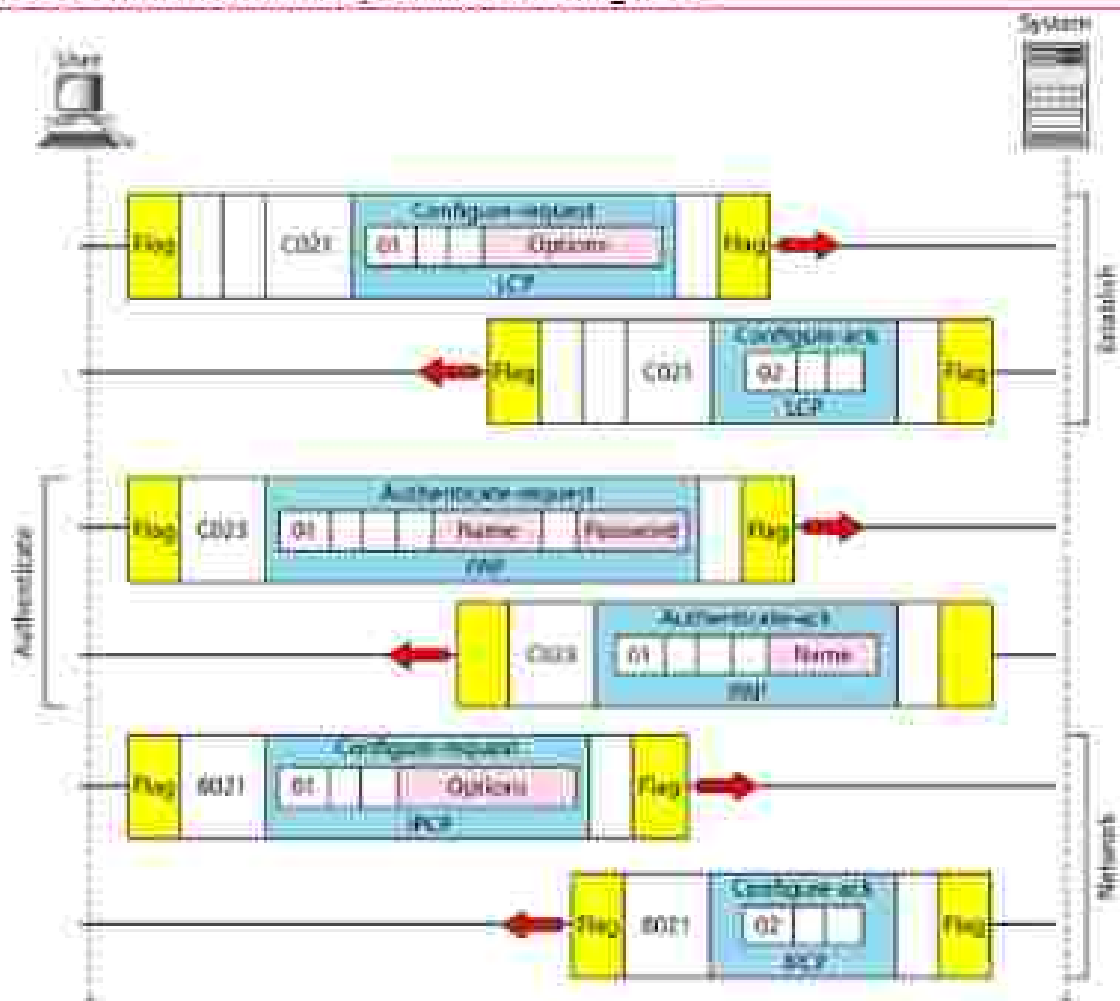 User
System
Configure-request
Flag C021 01 Options Flag
LCP
Establish
Configure-ack
Flag C021 02 Flag
LCP
Authenticate
Authenticate-request
Flag C023 01 Name Password Flag
PAP
Authenticate-ack
C023 01 Name
PAP
Configure-request
Flag 8021 01 Options Flag
IPCP
Network
Configure-ack
Flag 8021 02 Flag
IPCP